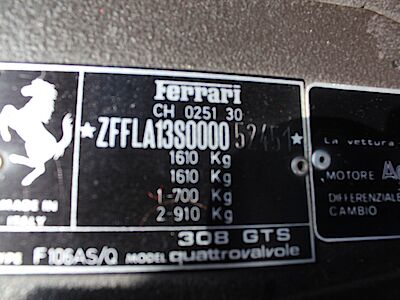 Ferrari
CH 0251 30
*ZFFLA13S000052451*
1610 Kg
1610 Kg
1-700 Kg
2-910 Kg
MADE IN
ITALY
308 GTS
F106AS/Q MODEL quattrovalvole
La vettura
MOTORE
DIFFERENZIALE
CAMBIO